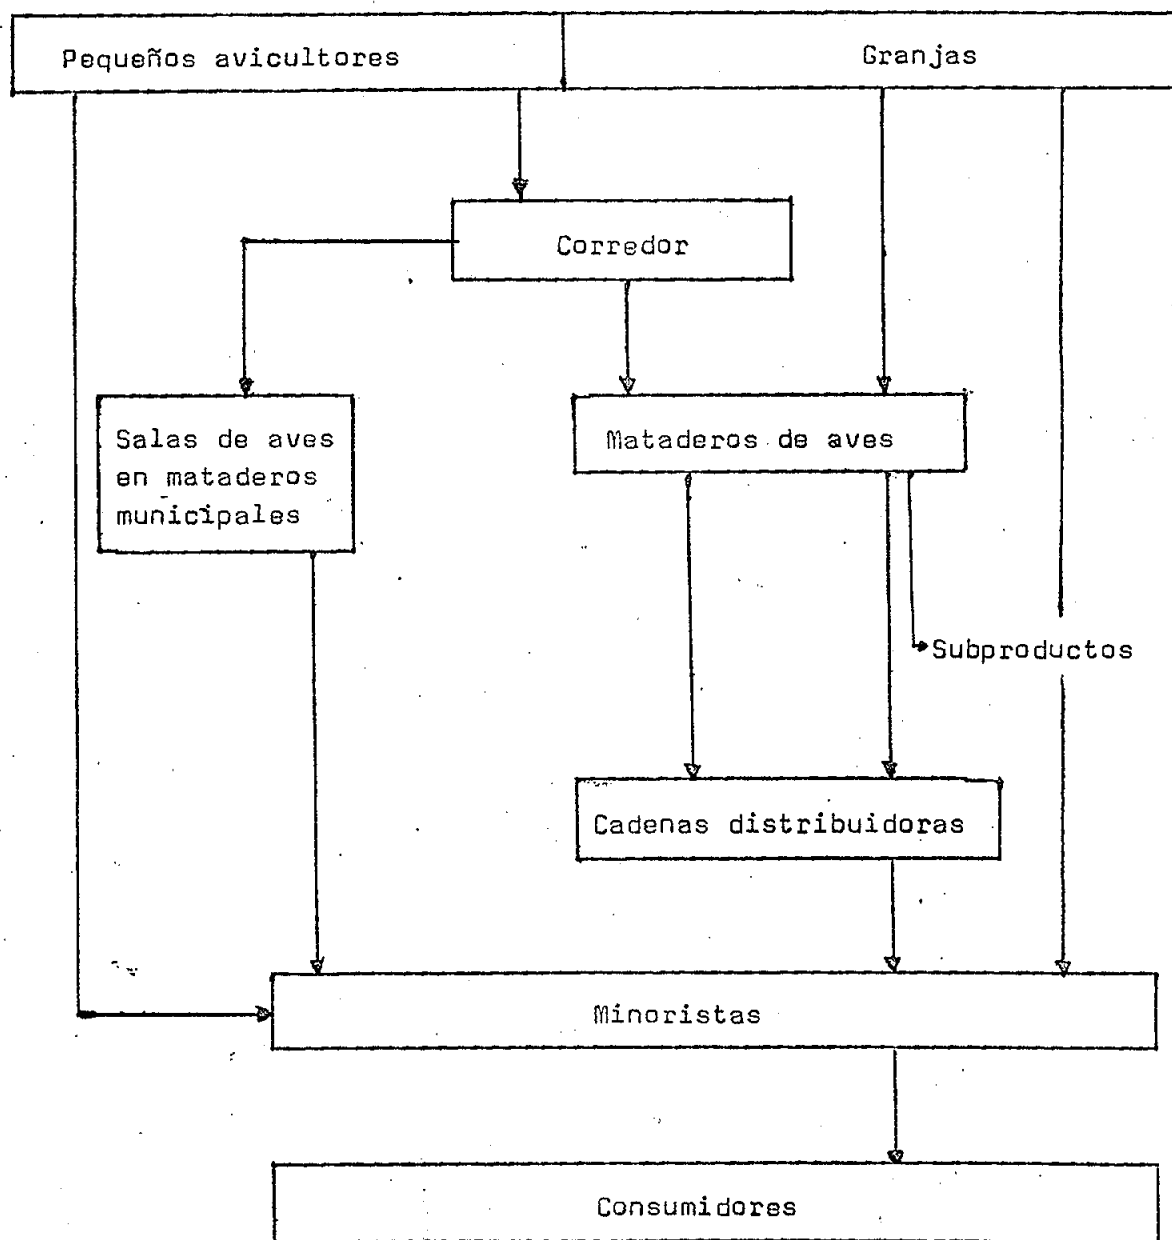 Pequeños avicultores
Granjas
Corredor
Salas de aves
en mataderos
municipales
Mataderos de aves
Subproductos
Cadenas distribuidoras
Minoristas
Consumidores